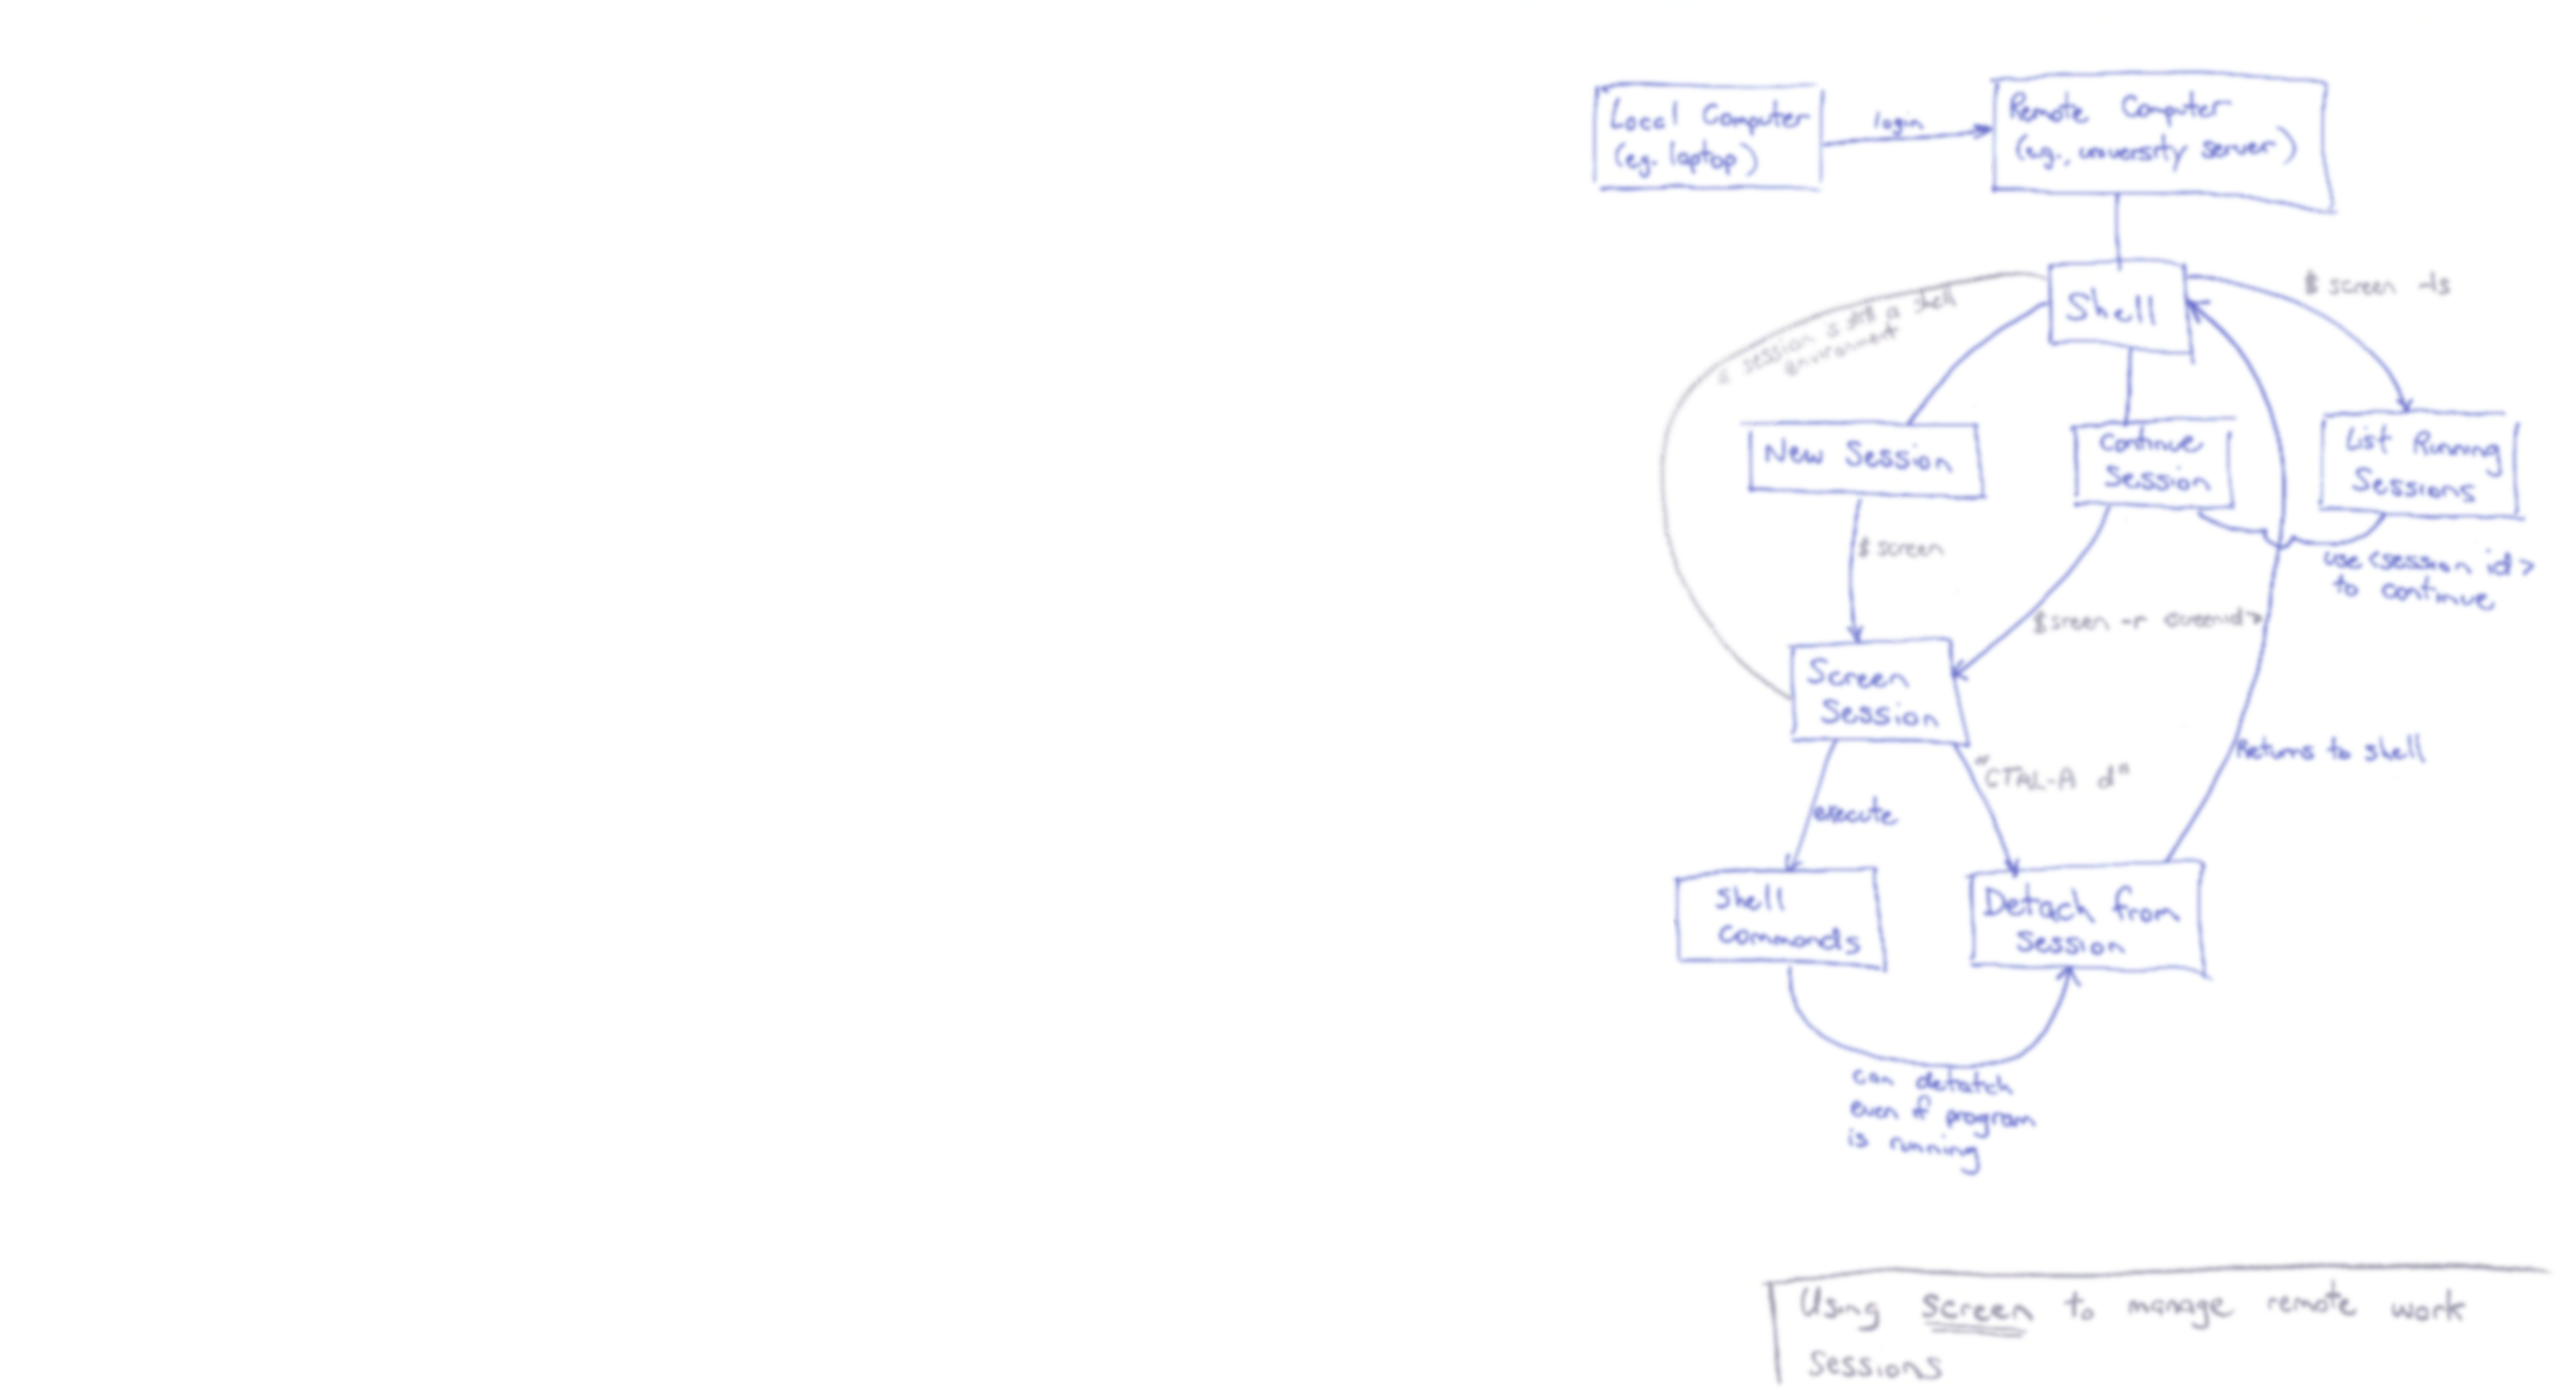 Local Computer
(eg. laptop)
login
Remote Computer
(e.g., university server)
Shell
$ screen -ls
a session is still a shell
environment
New Session
Continue
Session
List Running
Sessions
$ screen
use <session id>
to continue
$ screen -r <screenid>
Screen
Session
Returns to shell
"CTRL-A d"
execute
Shell
Commands
Detach from
Session
can detatch
even if program
is running
Using screen to manage remote work
sessions